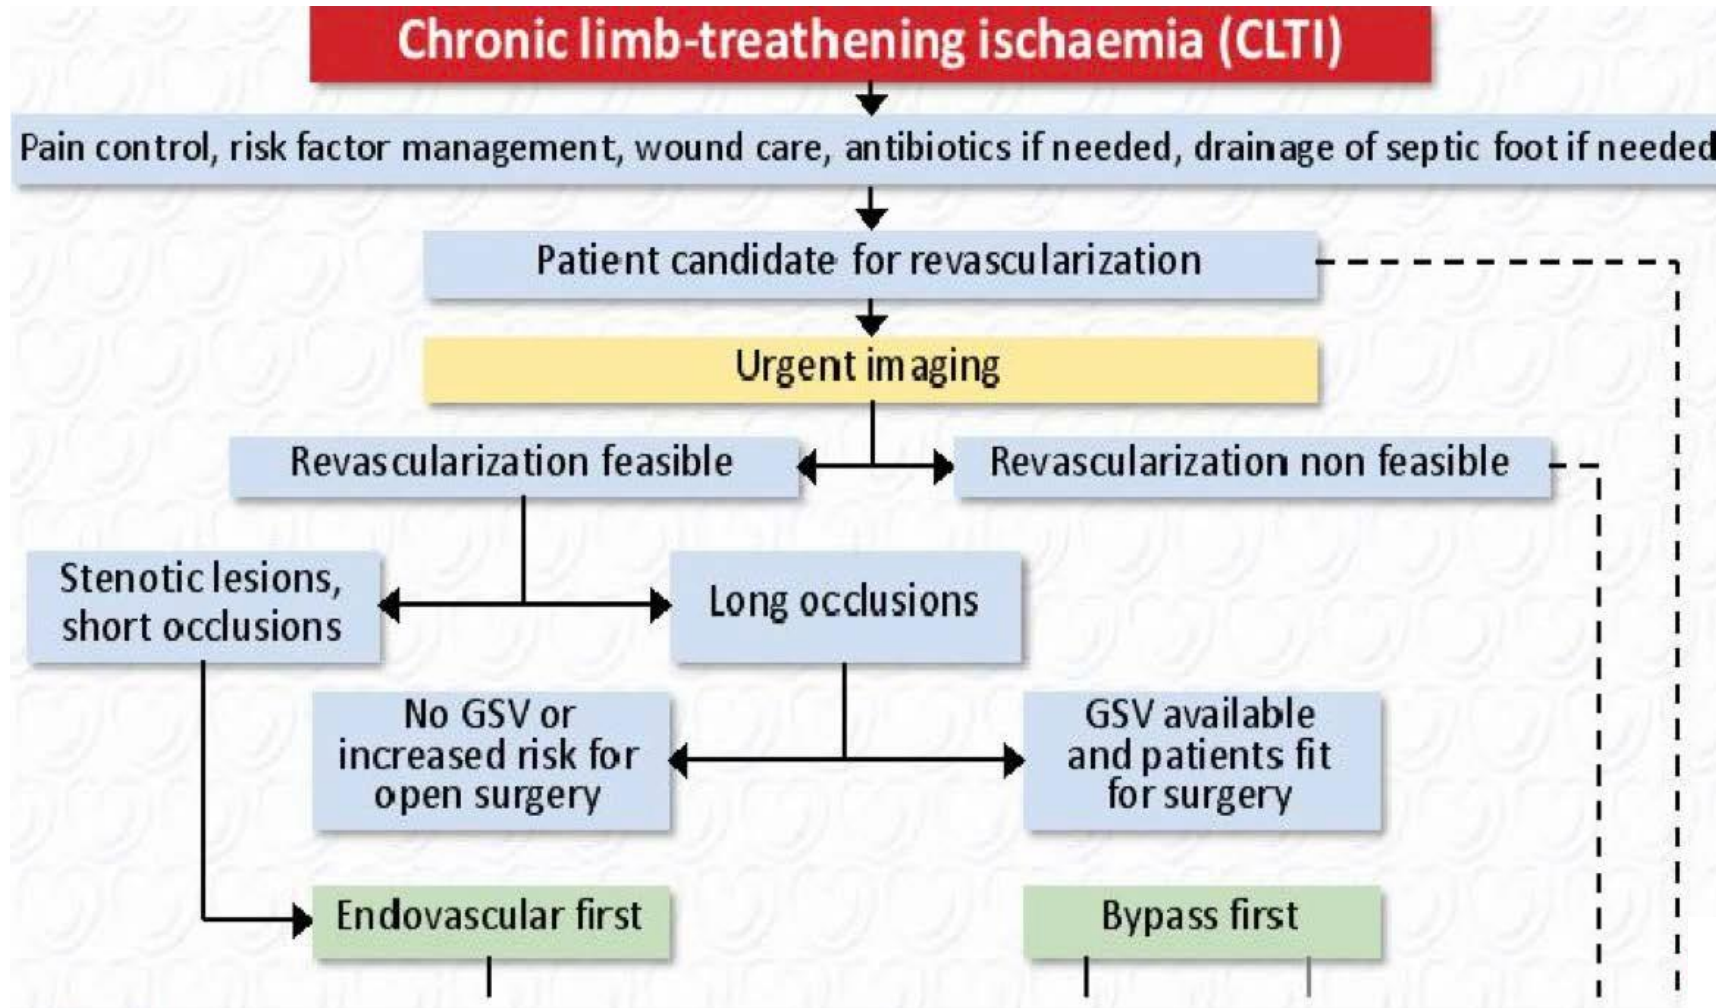 Chronic limb-treathening ischaemia (CLTI)
Pain control, risk factor management, wound care, antibiotics if needed, drainage of septic foot if needed
Patient candidate for revascularization
Urgent imaging
Revascularization feasible
Revascularization non feasible
Stenotic lesions,
short occlusions
Long occlusions
No GSV or
increased risk for
open surgery
GSV available
and patients fit
for surgery
Endovascular first
Bypass first